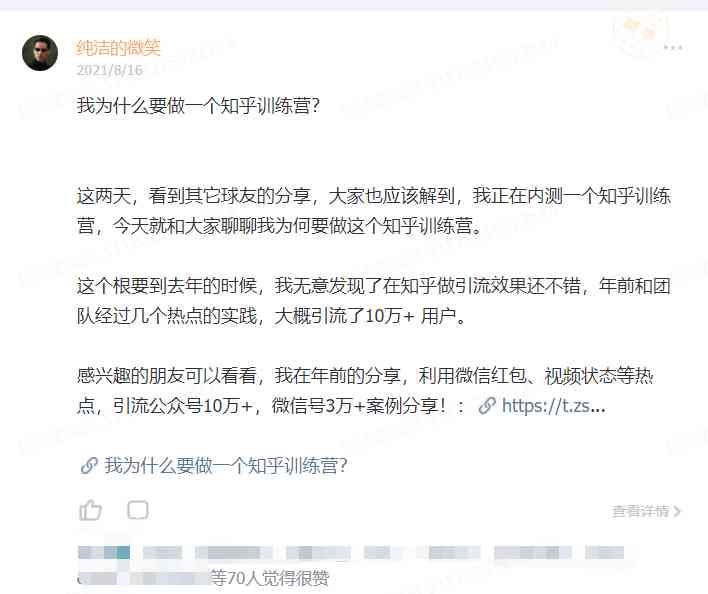 纯洁的微笑
2021/8/16
我为什么要做一个知乎训练营？
这两天，看到其它球友的分享，大家也应该解到，我正在内测一个知乎训练
营，今天就和大家聊聊我为何要做这个知乎训练营。
这个根要到去年的时候，我无意发现了在知乎做引流效果还不错，年前和团
队经过几个热点的实践，大概引流了10万+ 用户。
感兴趣的朋友可以看看，我在年前的分享，利用微信红包、视频状态等热
点，引流公众号10万+，微信号3万+案例分享！：https://t.zs...
我为什么要做一个知乎训练营？
查看详情
等70人觉得很赞